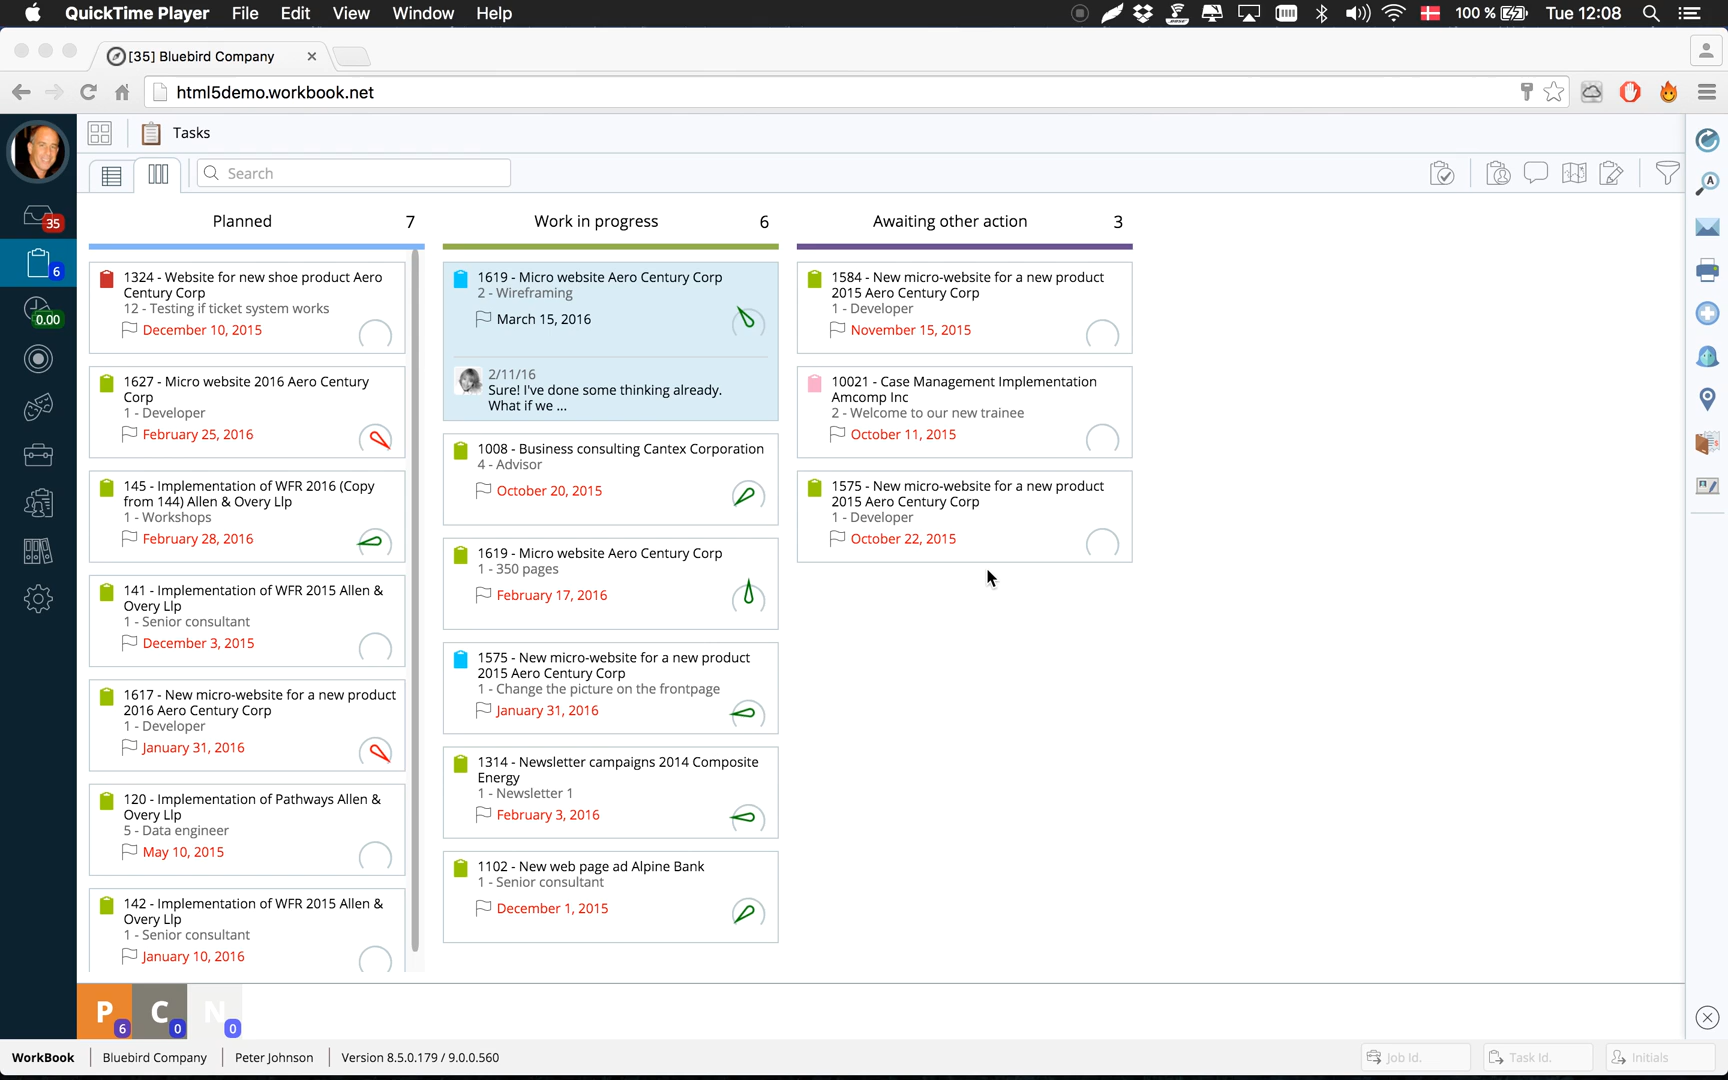 QuickTime Player File Edit View Window Help 100 % Tue 12:08
[35] Bluebird Company
html5demo.workbook.net
Tasks
Search
35
6
0.00
Planned 7
1324 - Website for new shoe product Aero
Century Corp
12 - Testing if ticket system works
December 10, 2015
1627 - Micro website 2016 Aero Century
Corp
1 - Developer
February 25, 2016
145 - Implementation of WFR 2016 (Copy
from 144) Allen & Overy Llp
1 - Workshops
February 28, 2016
141 - Implementation of WFR 2015 Allen &
Overy Llp
1 - Senior consultant
December 3, 2015
1617 - New micro-website for a new product
2016 Aero Century Corp
1 - Developer
January 31, 2016
120 - Implementation of Pathways Allen &
Overy Llp
5 - Data engineer
May 10, 2015
142 - Implementation of WFR 2015 Allen &
Overy Llp
1 - Senior consultant
January 10, 2016
Work in progress 6
1619 - Micro website Aero Century Corp
2 - Wireframing
March 15, 2016
2/11/16
Sure! I've done some thinking already.
What if we ...
1008 - Business consulting Cantex Corporation
4 - Advisor
October 20, 2015
1619 - Micro website Aero Century Corp
1 - 350 pages
February 17, 2016
1575 - New micro-website for a new product
2015 Aero Century Corp
1 - Change the picture on the frontpage
January 31, 2016
1314 - Newsletter campaigns 2014 Composite
Energy
1 - Newsletter 1
February 3, 2016
1102 - New web page ad Alpine Bank
1 - Senior consultant
December 1, 2015
Awaiting other action 3
1584 - New micro-website for a new product
2015 Aero Century Corp
1 - Developer
November 15, 2015
10021 - Case Management Implementation
Amcomp Inc
2 - Welcome to our new trainee
October 11, 2015
1575 - New micro-website for a new product
2015 Aero Century Corp
1 - Developer
October 22, 2015
P 6 C 0 N 0
WorkBook Bluebird Company Peter Johnson Version 8.5.0.179 / 9.0.0.560 Job Id. Task Id. Initials